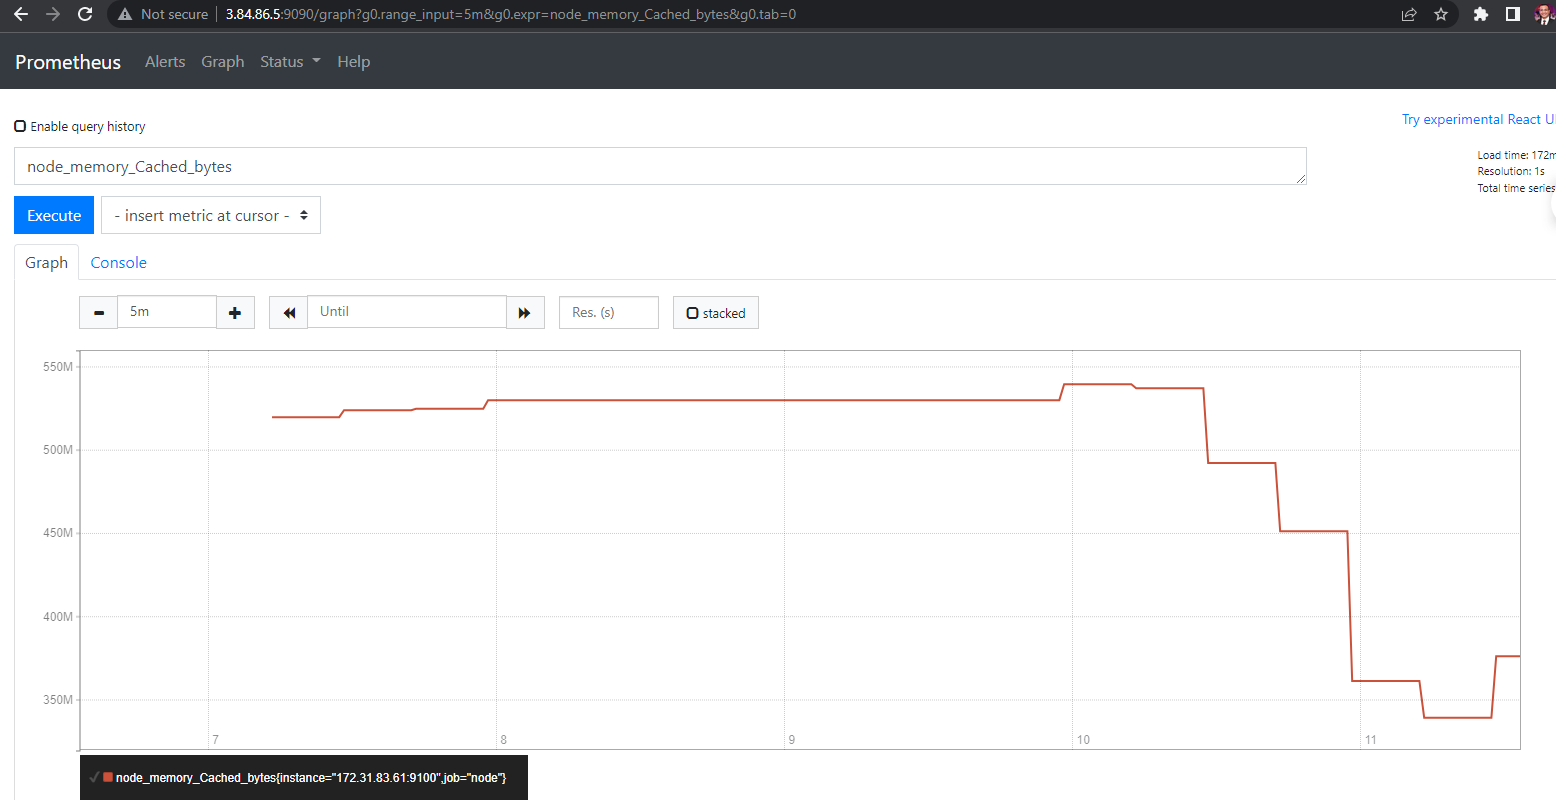 Not secure | 3.84.86.5:9090/graph?g0.range_input=5m&g0.expr=node_memory_Cached_bytes&g0.tab=0
Prometheus Alerts Graph Status Help
Enable query history
Try experimental React UI
node_memory_Cached_bytes
Load time: 172m
Resolution: 1s
Total time series
Execute - insert metric at cursor -
Graph Console
5m Until Res. (s) stacked
550M
500M
450M
400M
350M
7 8 9 10 11
✓ node_memory_Cached_bytes{instance="172.31.83.61:9100",job="node"}